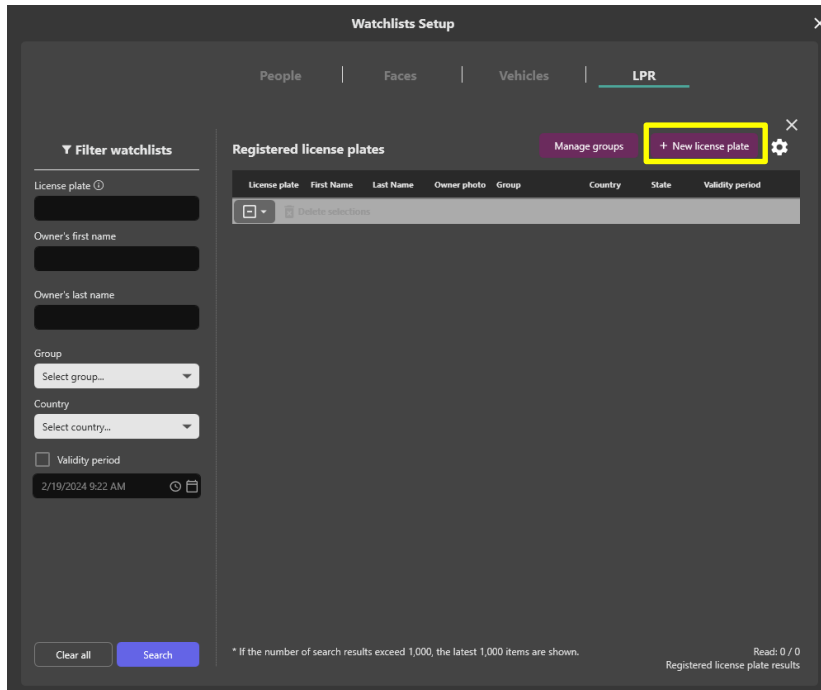 Watchlists Setup
People Faces Vehicles LPR
Filter watchlists
License plate
Owner's first name
Owner's last name
Group
Select group...
Country
Select country...
Validity period
2/19/2024 9:22 AM
Clear all Search
Registered license plates
Manage groups + New license plate
License plate First Name Last Name Owner photo Group Country State Validity period
Delete selections
* If the number of search results exceed 1,000, the latest 1,000 items are shown.
Read: 0 / 0
Registered license plate results